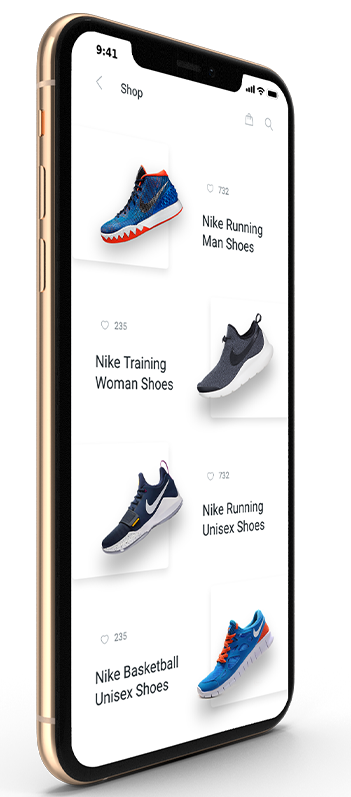 9:41
Shop
732
Nike Running
Man Shoes
235
Nike Training
Woman Shoes
732
Nike Running
Unisex Shoes
235
Nike Basketball
Unisex Shoes